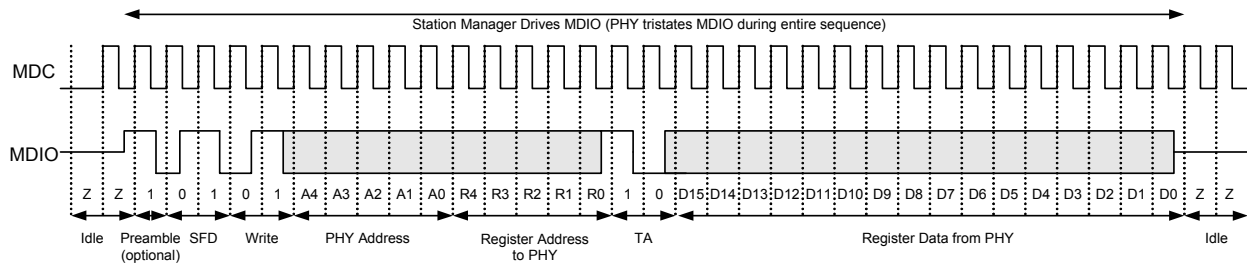 Station Manager Drives MDIO (PHY tristates MDIO during entire sequence)
MDC
MDIO
Z Z 1 0 1 0 1 A4 A3 A2 A1 A0 R4 R3 R2 R1 R0 1 0 D15 D14 D13 D12 D11 D10 D9 D8 D7 D6 D5 D4 D3 D2 D1 D0 Z Z
Idle Preamble SFD Write PHY Address Register Address TA Register Data from PHY Idle
(optional) to PHY